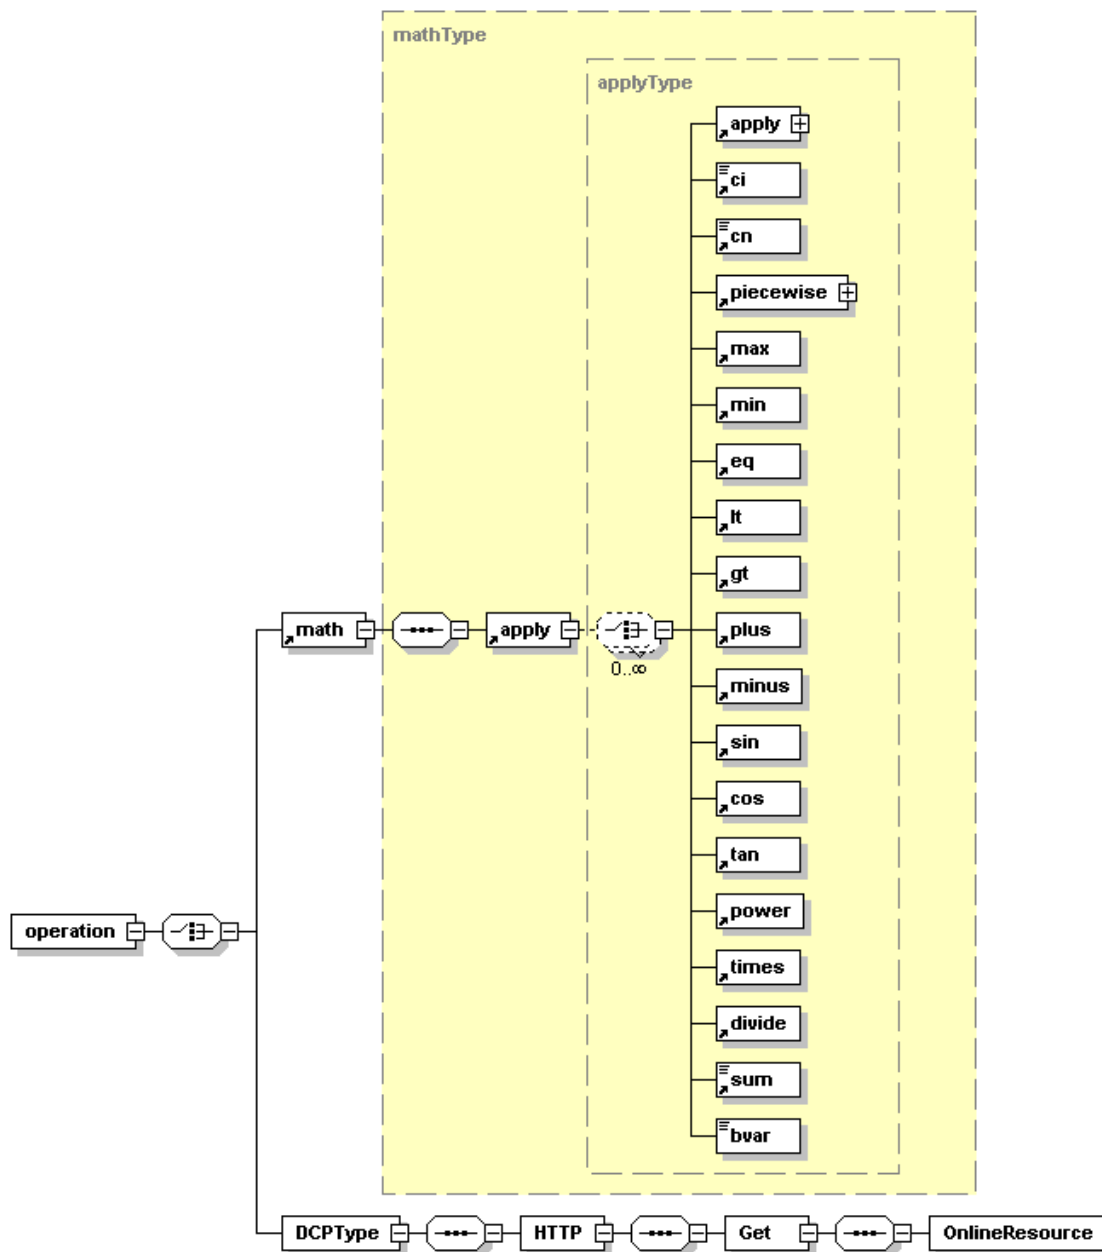 mathType
applyType
apply
ci
cn
piecewise
max
min
eq
lt
gt
math
apply
0..∞
plus
minus
sin
cos
tan
power
operation
times
divide
sum
bvar
DCPType
HTTP
Get
OnlineResource